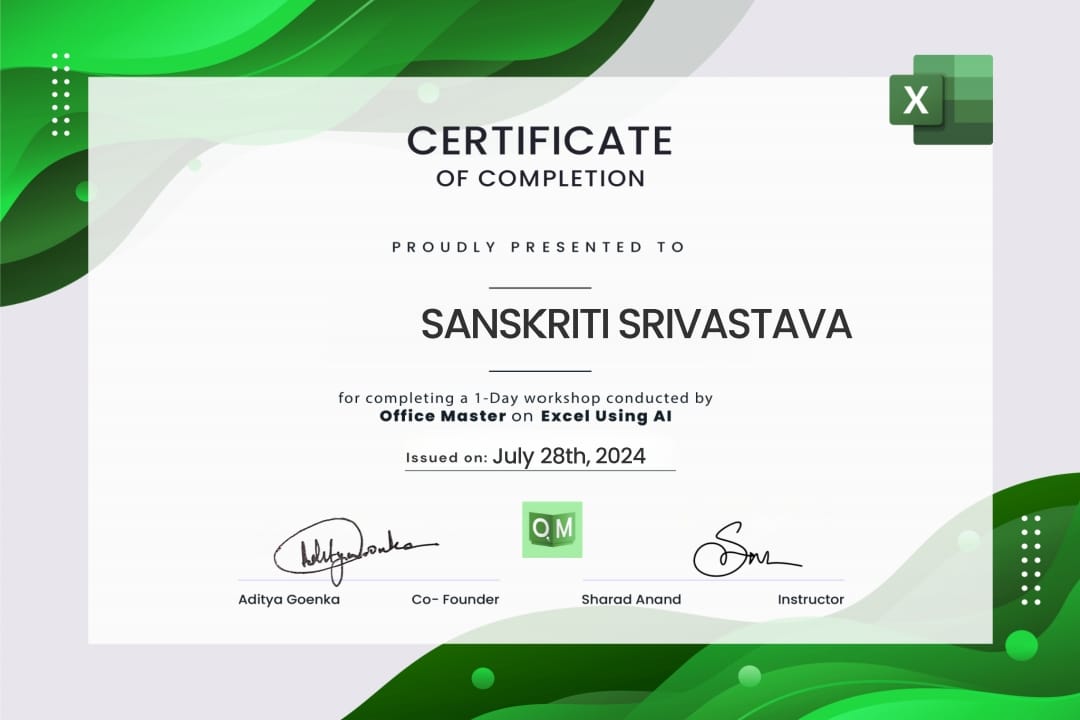 X
CERTIFICATE
OF COMPLETION
PROUDLY PRESENTED TO
SANSKRITI SRIVASTAVA
for completing a 1-Day workshop conducted by
Office Master on Excel Using AI
Issued on: July 28th, 2024
OM
Aditya Goenka Co- Founder Sharad Anand Instructor